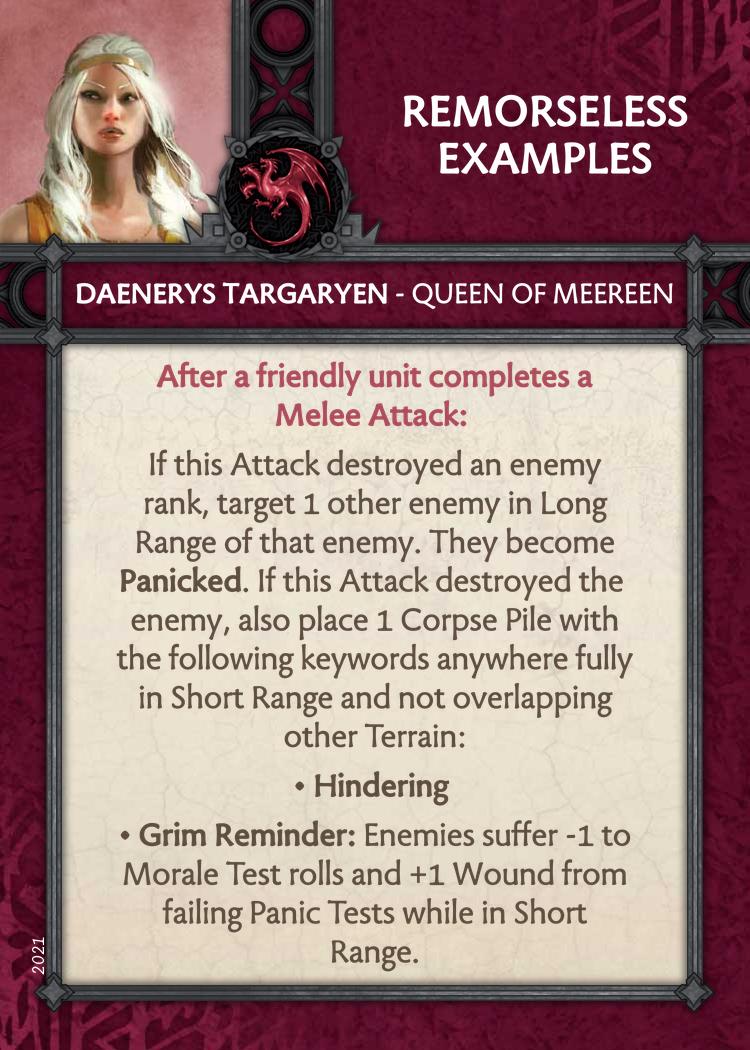 REMORSELESS
EXAMPLES
DAENERYS TARGARYEN - QUEEN OF MEEREEN
After a friendly unit completes a
Melee Attack:
If this Attack destroyed an enemy
rank, target 1 other enemy in Long
Range of that enemy. They become
Panicked. If this Attack destroyed the
enemy, also place 1 Corpse Pile with
the following keywords anywhere fully
in Short Range and not overlapping
other Terrain:
• Hindering
• Grim Reminder: Enemies suffer -1 to
Morale Test rolls and +1 Wound from
failing Panic Tests while in Short
Range.
2021